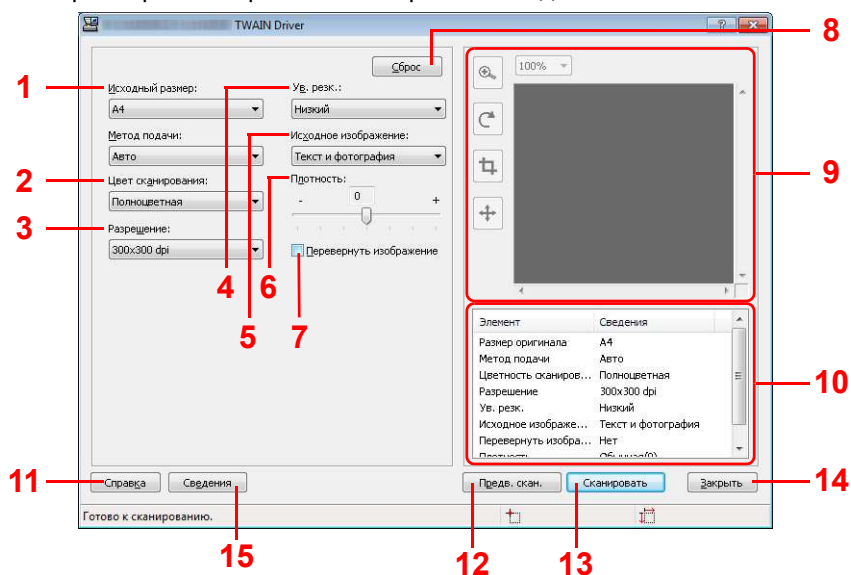 TWAIN Driver
8
Сброс
1
Исходный размер:
A4
Метод подачи:
Авто
2
Цвет сканирования:
Полноцветная
3
Разрешение:
300x300 dpi
4
Ув. резк.:
Низкий
5
Исходное изображение:
Текст и фотография
6
Плотность:
- 0 +
Перевернуть изображение
7
100%
9
Элемент Сведения
Размер оригинала A4
Метод подачи Авто
Цветность сканиров... Полноцветная
Разрешение 300x300 dpi
Ув. резк. Низкий
Исходное изображе... Текст и фотография
Перевернуть изобра... Нет
Плотность Обычная(0)
10
11
Справка
Сведения
15
Предв. скан.
12
Сканировать
13
Закрыть
14
Готово к сканированию.